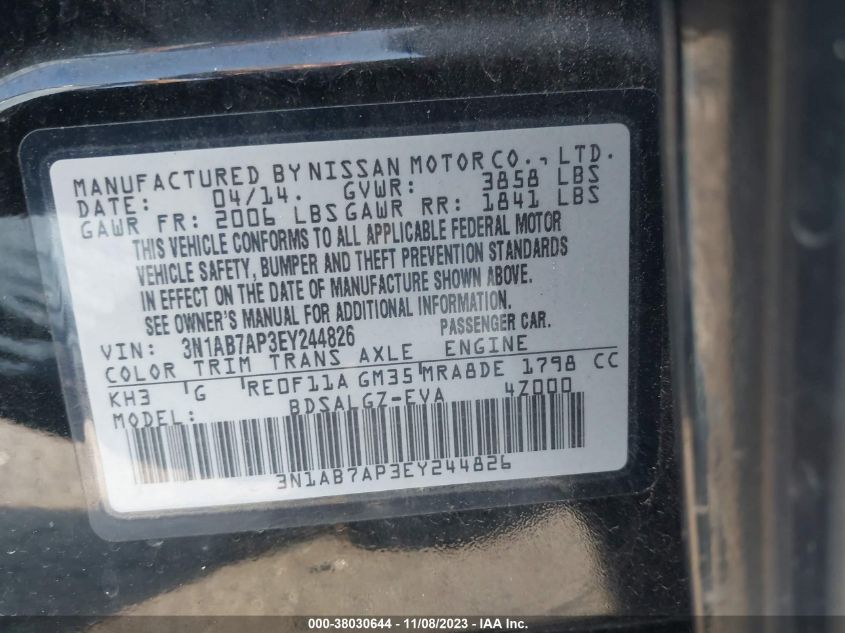 MANUFACTURED BY NISSAN MOTOR CO., LTD.
DATE: 04/14. GVWR: 3858 LBS
GAWR FR: 2006 LBS GAWR RR: 1841 LBS
THIS VEHICLE CONFORMS TO ALL APPLICABLE FEDERAL MOTOR
VEHICLE SAFETY, BUMPER AND THEFT PREVENTION STANDARDS
IN EFFECT ON THE DATE OF MANUFACTURE SHOWN ABOVE.
SEE OWNER'S MANUAL FOR ADDITIONAL INFORMATION.
VIN: 3N1AB7AP3EY244826 PASSENGER CAR.
COLOR TRIM TRANS AXLE ENGINE
KH3 G RE0F11A GM35 MRA8DE 1798 CC
MODEL: BDSALGZ-EVA 4Z000
3N1AB7AP3EY244826
000-38030644 - 11/08/2023 - IAA Inc.